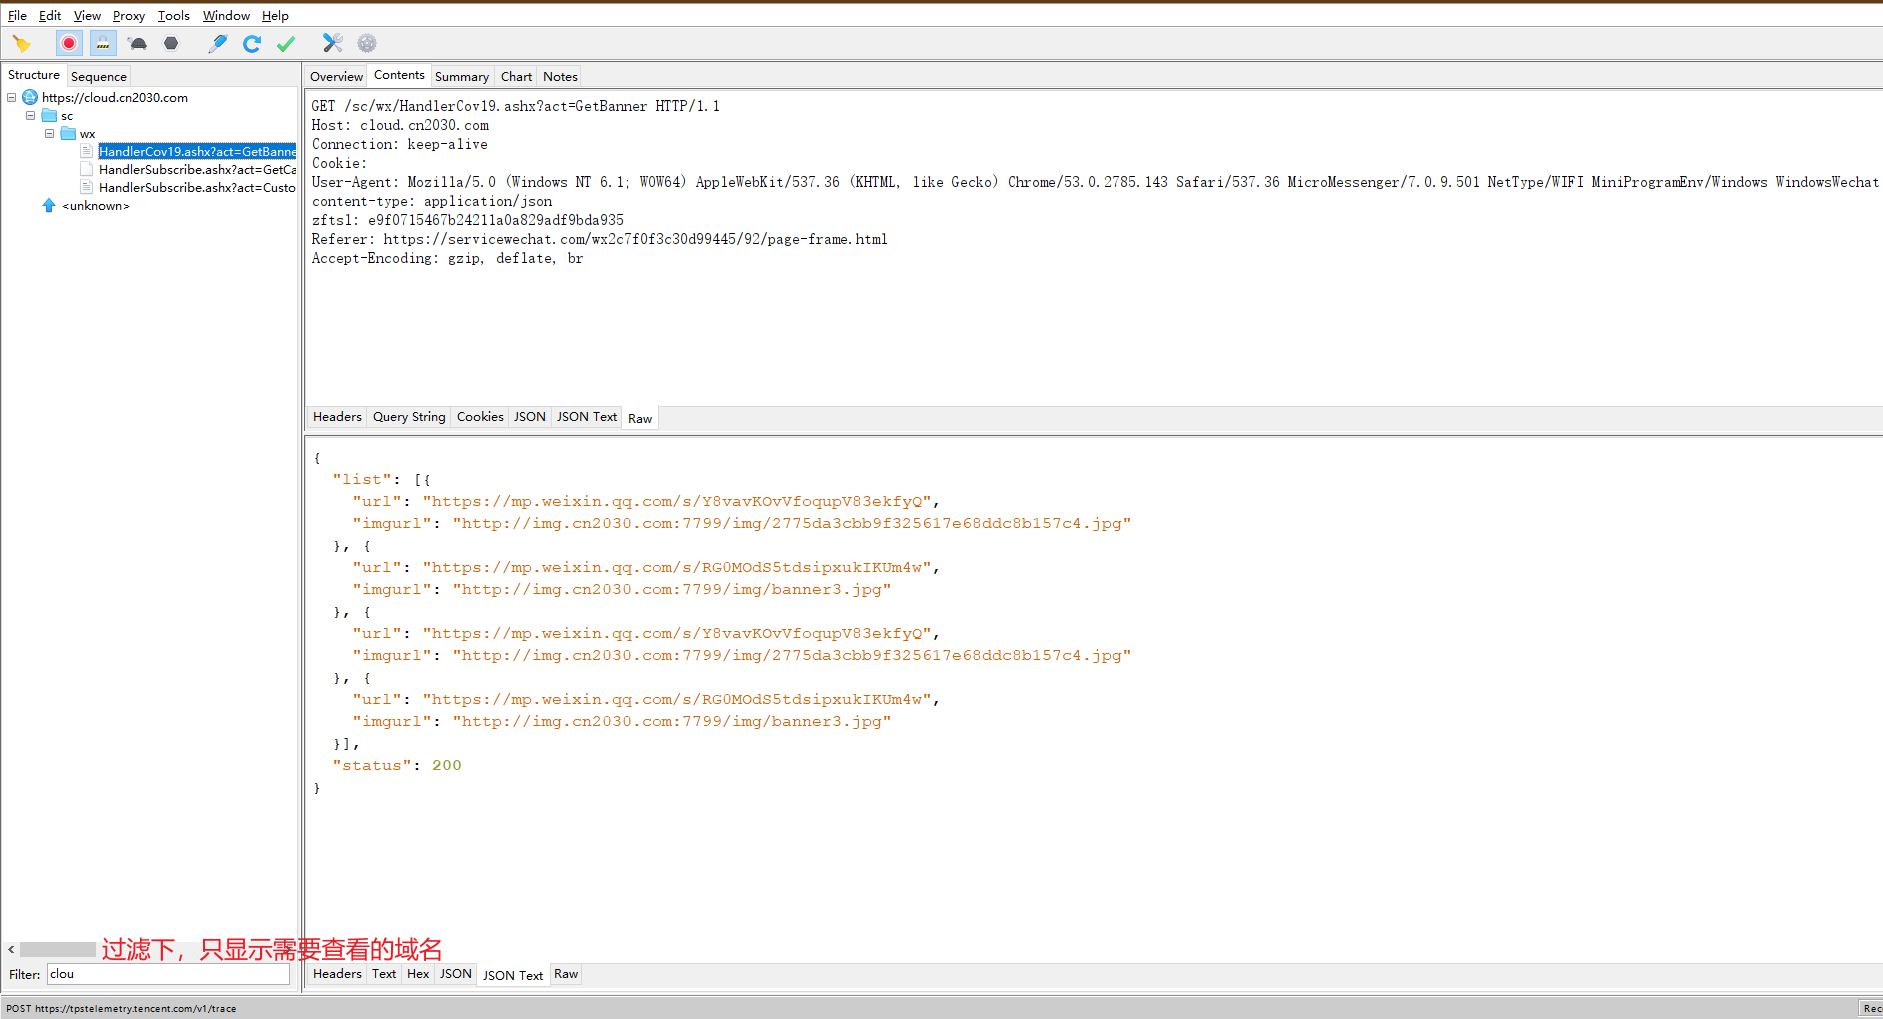 File Edit View Proxy Tools Window Help
Structure Sequence
https://cloud.cn2030.com
sc
wx
HandlerCov19.ashx?act=GetBanne
HandlerSubscribe.ashx?act=GetCa
HandlerSubscribe.ashx?act=Custo
<unknown>
过滤下，只显示需要查看的域名
Filter: clou
Overview Contents Summary Chart Notes
GET /sc/wx/HandlerCov19.ashx?act=GetBanner HTTP/1.1
Host: cloud.cn2030.com
Connection: keep-alive
Cookie:
User-Agent: Mozilla/5.0 (Windows NT 6.1; WOW64) AppleWebKit/537.36 (KHTML, like Gecko) Chrome/53.0.2785.143 Safari/537.36 MicroMessenger/7.0.9.501 NetType/WIFI MiniProgramEnv/Windows WindowsWechat
content-type: application/json
zftsl: e9f0715467b24211a0a829adf9bda935
Referer: https://servicewechat.com/wx2c7f0f3c30d99445/92/page-frame.html
Accept-Encoding: gzip, deflate, br
Headers Query String Cookies JSON JSON Text Raw
{
"list": [{
"url": "https://mp.weixin.qq.com/s/Y8vavKOvVfoqupV83ekfyQ",
"imgurl": "http://img.cn2030.com:7799/img/2775da3cbb9f325617e68ddc8b157c4.jpg"
}, {
"url": "https://mp.weixin.qq.com/s/RG0MOdS5tdsipxukIKUm4w",
"imgurl": "http://img.cn2030.com:7799/img/banner3.jpg"
}, {
"url": "https://mp.weixin.qq.com/s/Y8vavKOvVfoqupV83ekfyQ",
"imgurl": "http://img.cn2030.com:7799/img/2775da3cbb9f325617e68ddc8b157c4.jpg"
}, {
"url": "https://mp.weixin.qq.com/s/RG0MOdS5tdsipxukIKUm4w",
"imgurl": "http://img.cn2030.com:7799/img/banner3.jpg"
}],
"status": 200
}
Headers Text Hex JSON JSON Text Raw
POST https://tpstelemetry.tencent.com/v1/trace
Rec